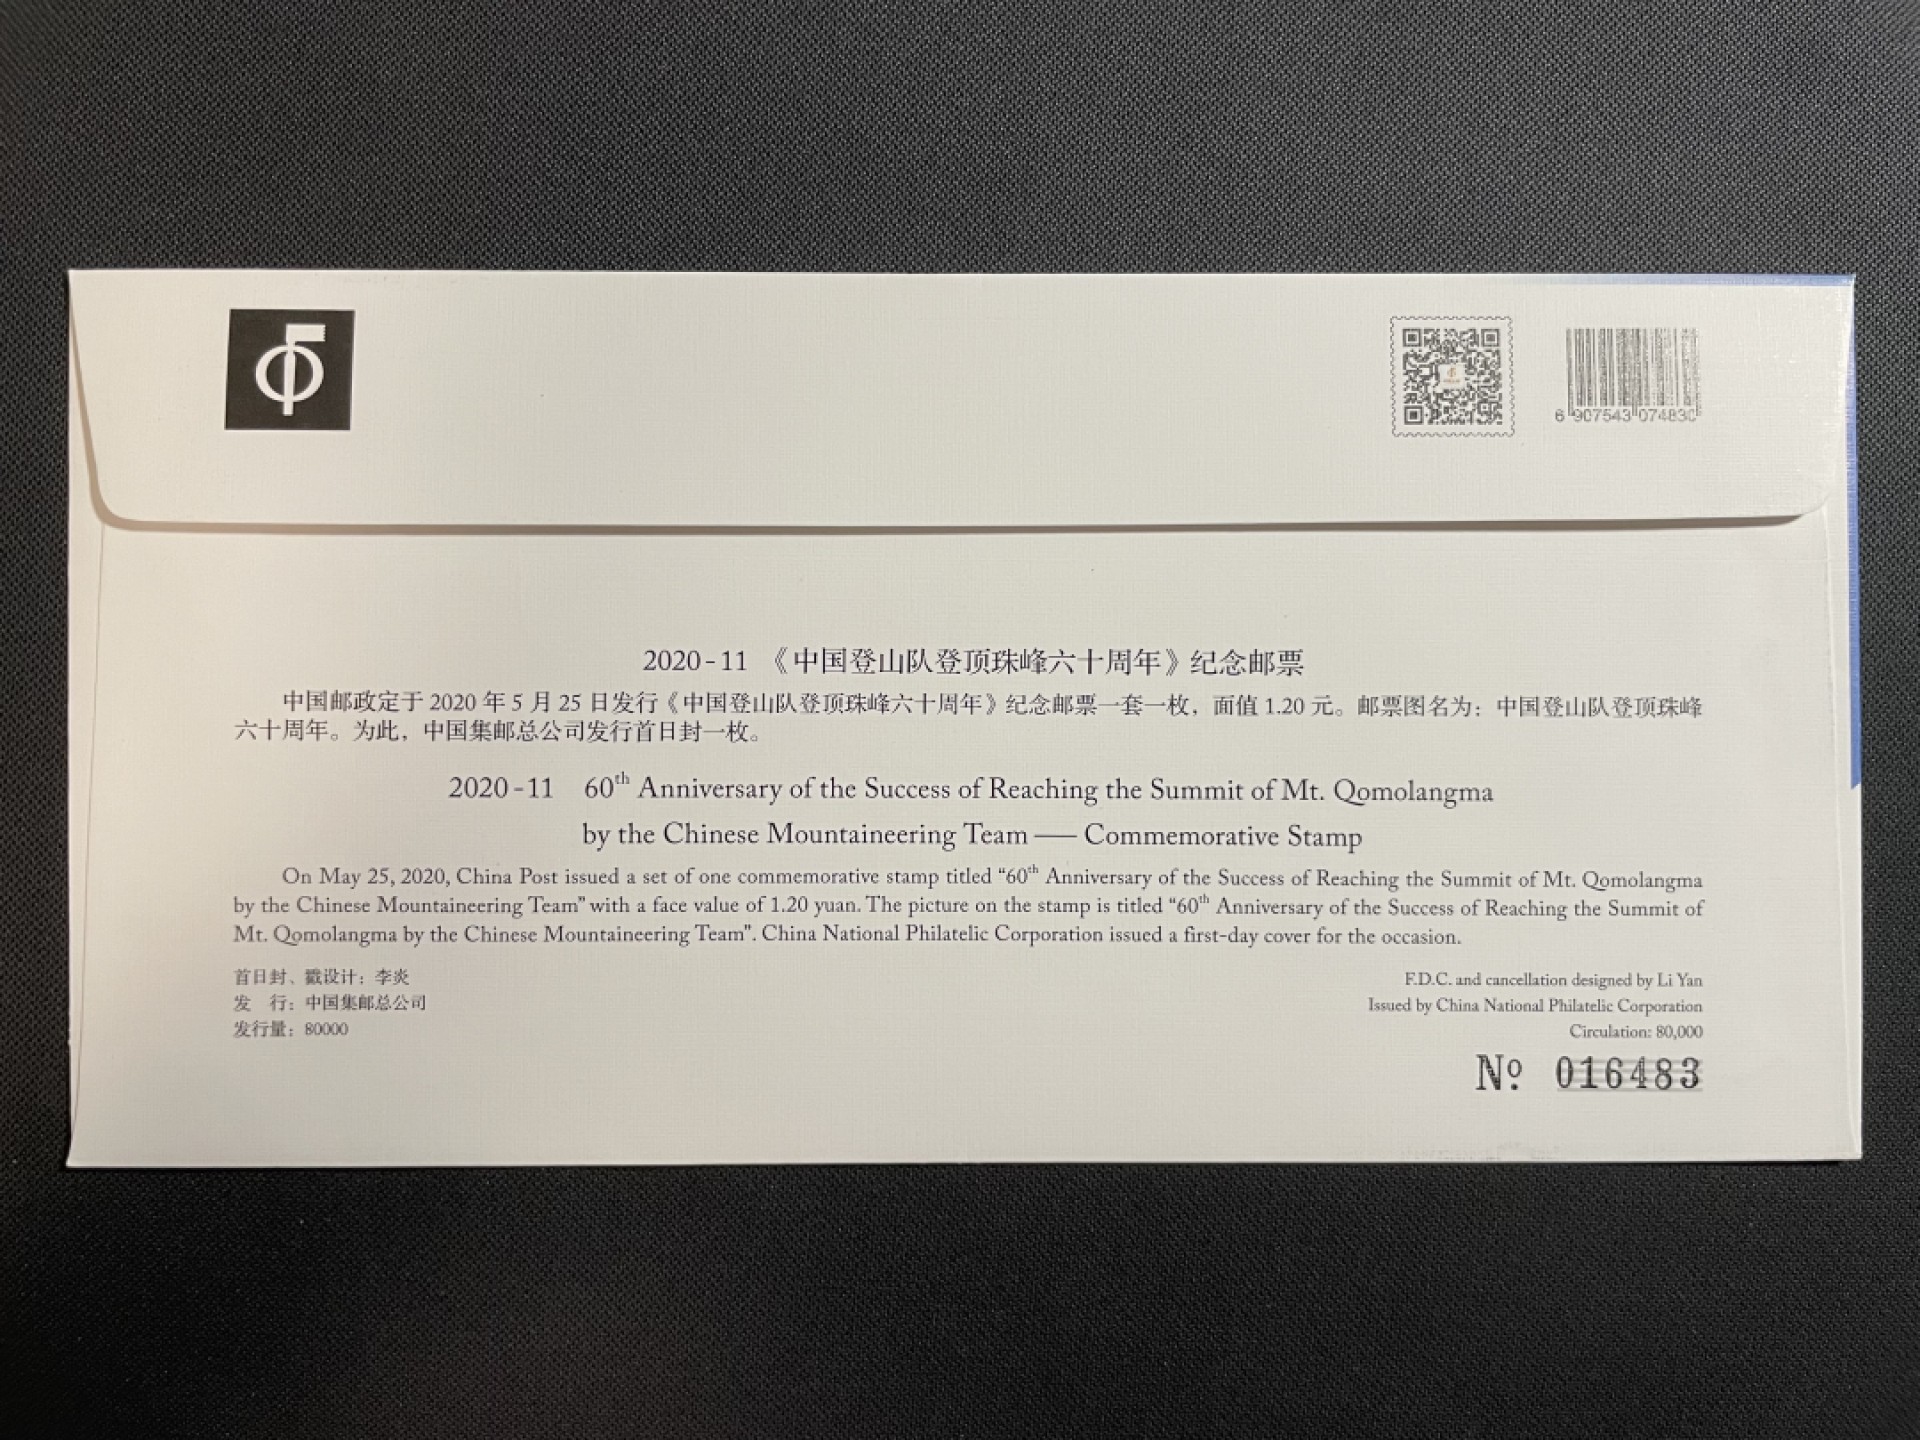 6 907543 074830
2020-11 《中国登山队登顶珠峰六十周年》纪念邮票
中国邮政定于 2020 年 5 月 25 日发行《中国登山队登顶珠峰六十周年》纪念邮票一套一枚，面值 1.20 元。邮票图名为：中国登山队登顶珠峰
六十周年。为此，中国集邮总公司发行首日封一枚。
2020-11 60th Anniversary of the Success of Reaching the Summit of Mt. Qomolangma
by the Chinese Mountaineering Team — Commemorative Stamp
On May 25, 2020, China Post issued a set of one commemorative stamp titled “60th Anniversary of the Success of Reaching the Summit of Mt. Qomolangma
by the Chinese Mountaineering Team” with a face value of 1.20 yuan. The picture on the stamp is titled “60th Anniversary of the Success of Reaching the Summit of
Mt. Qomolangma by the Chinese Mountaineering Team”. China National Philatelic Corporation issued a first-day cover for the occasion.
首日封、戳设计：李炎
发 行：中国集邮总公司
发行量：80000
F.D.C. and cancellation designed by Li Yan
Issued by China National Philatelic Corporation
Circulation: 80,000
Nº 016483